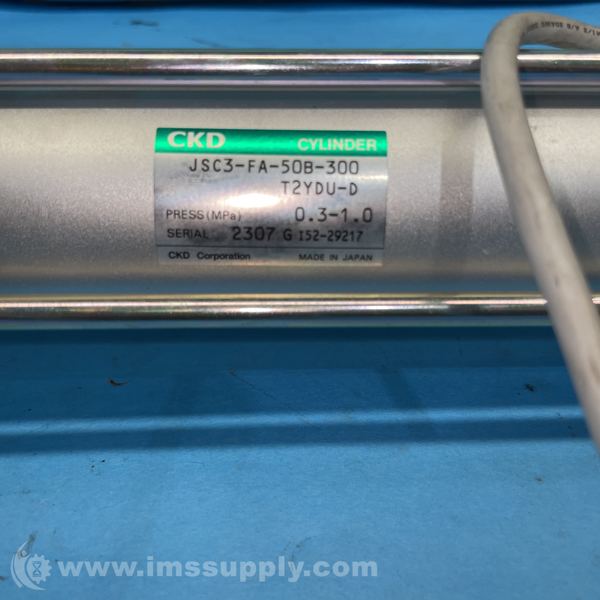 CKD CYLINDER
JSC3-FA-50B-300
T2YDU-D
PRESS(MPa) 0.3-1.0
SERIAL 2307 G I52-29217
CKD Corporation MADE IN JAPAN
www.imssupply.com